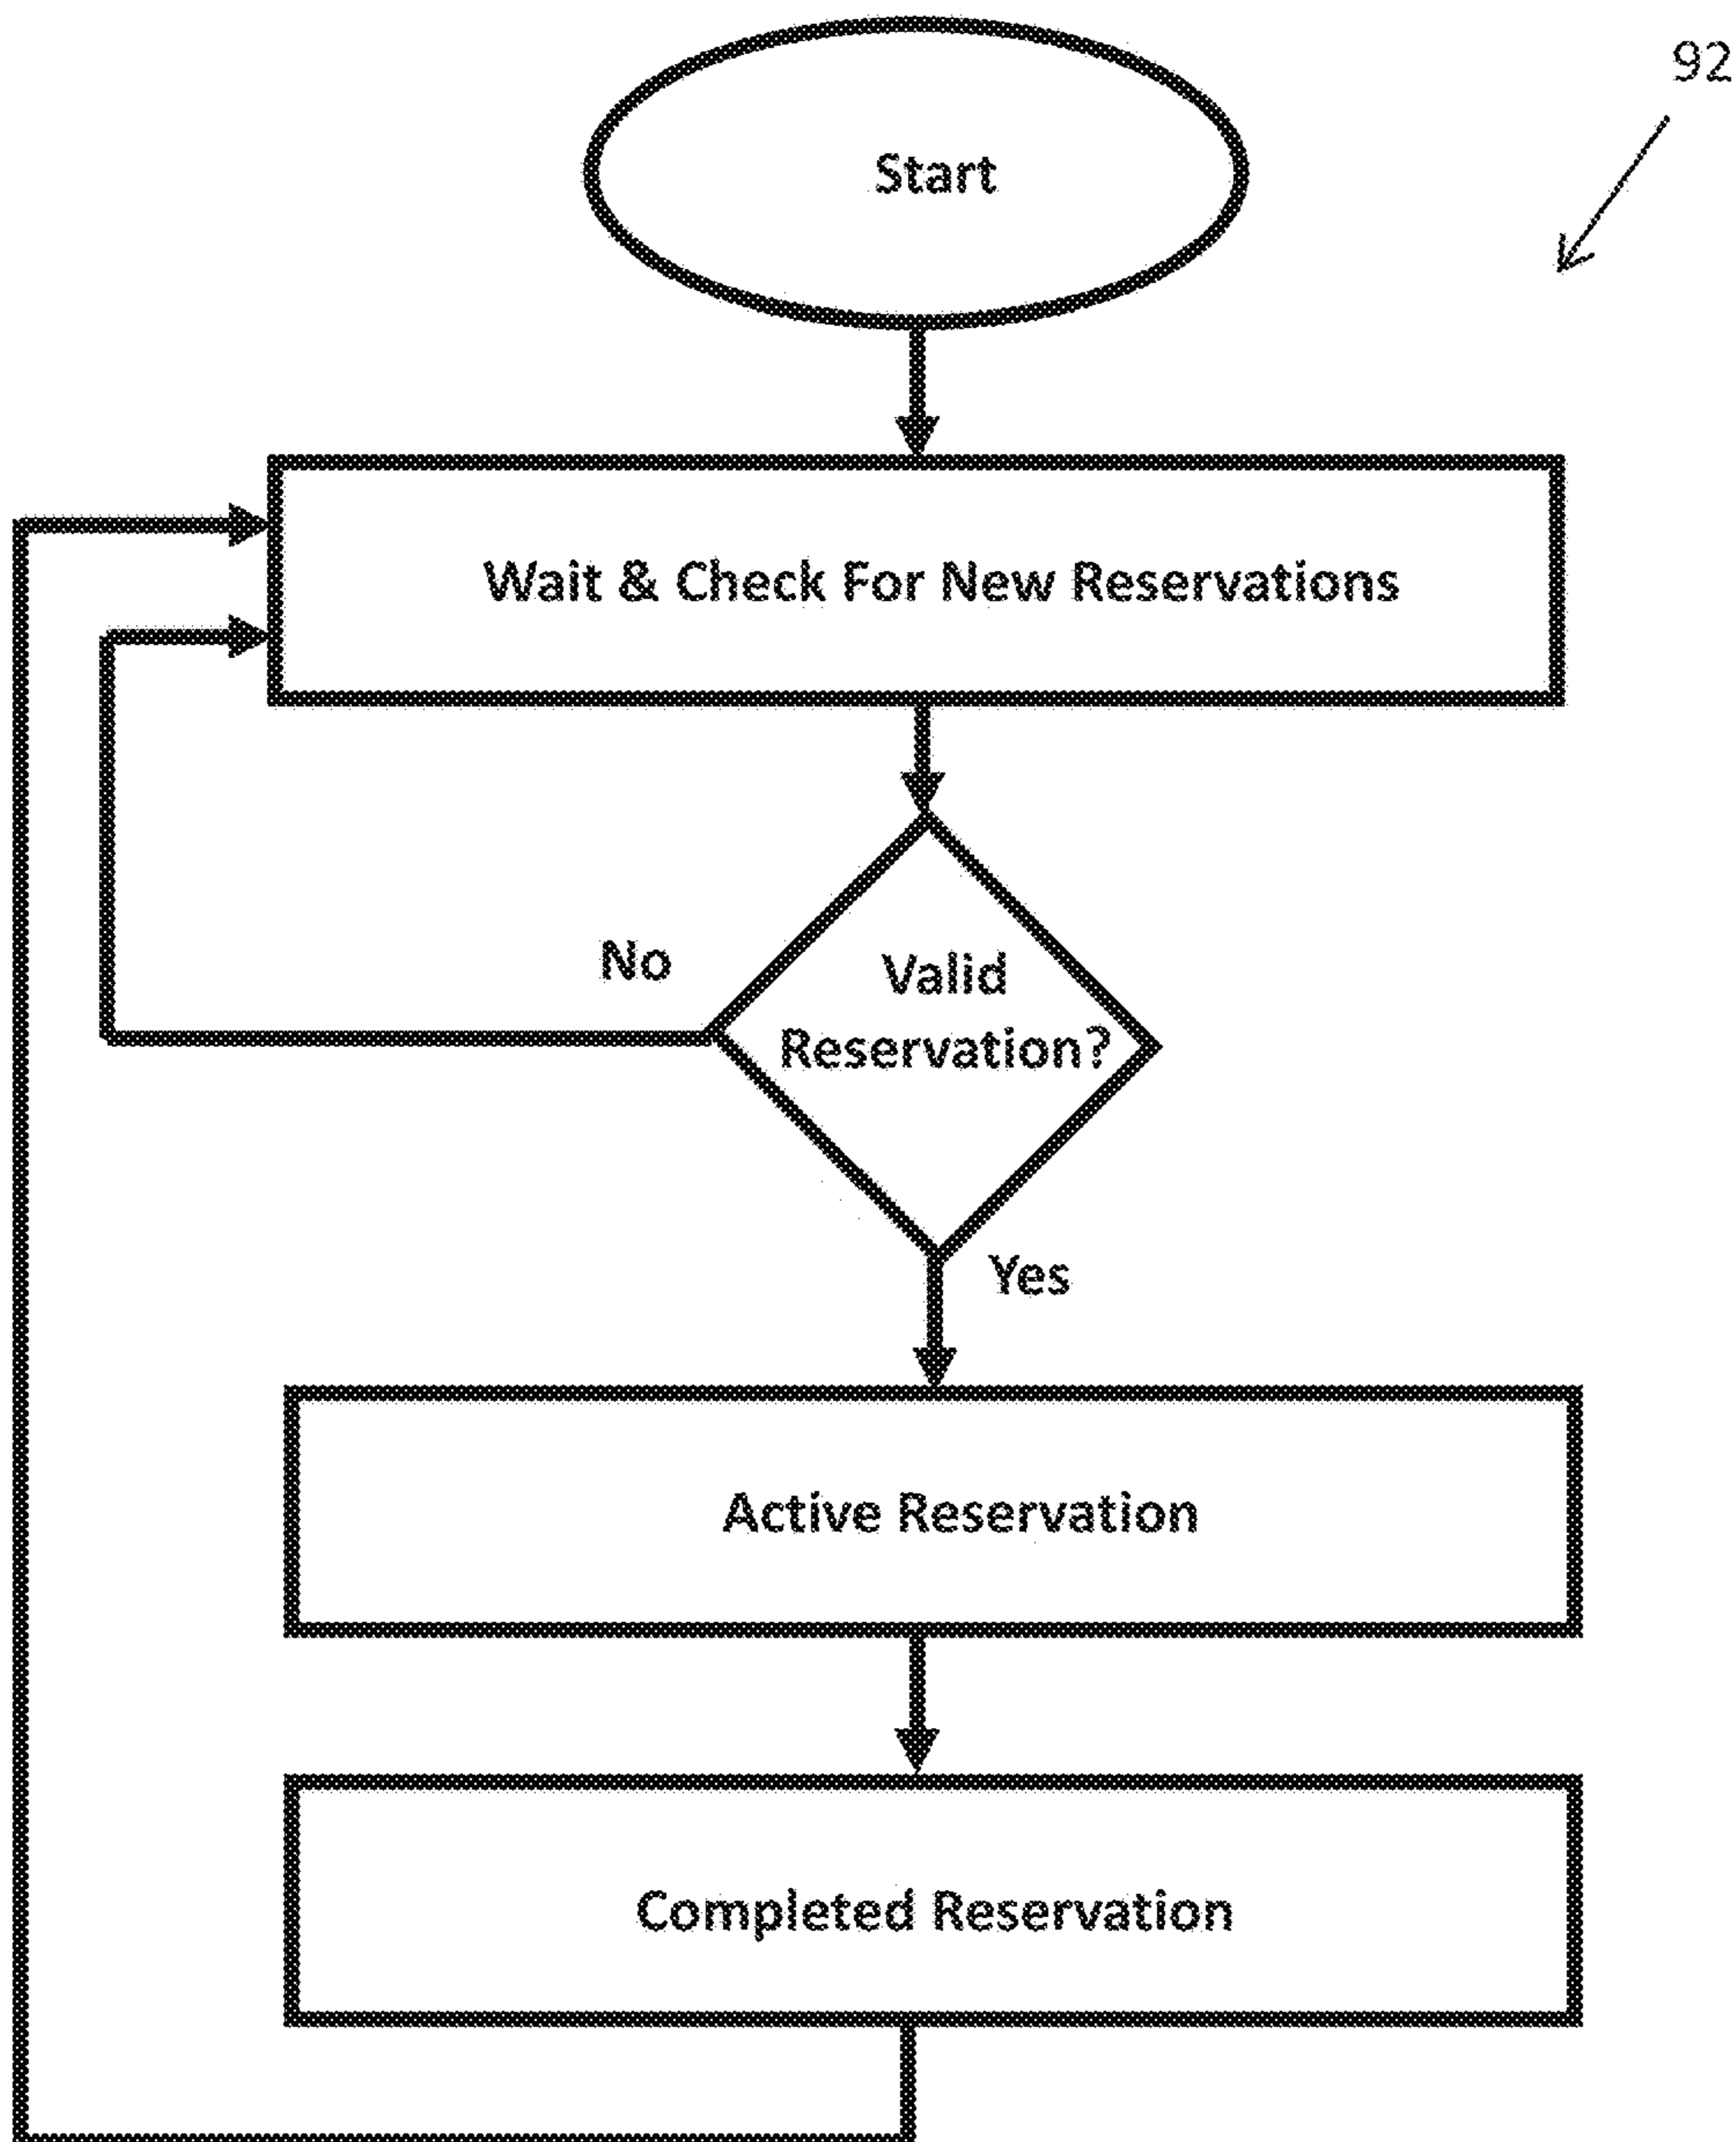 92
Start
Wait & Check For New Reservations
No
Valid
Reservation?
Yes
Active Reservation
Completed Reservation